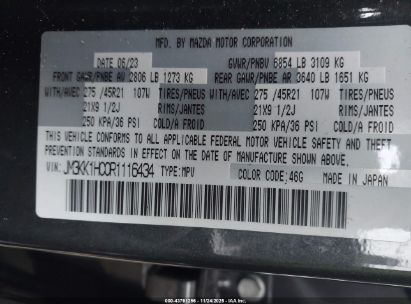 MFD. BY MAZDA MOTOR CORPORATION
DATE 06/23 GVWR/PNBV 6854 LB 3109 KG
FRONT GAWR/PNBE AV 2806 LB 1273 KG REAR GAWR/PNBE AR 3640 LB 1651 KG
WITH/AVEC 275 /45R21 107W TIRES/PNEUS WITH/AVEC 275 /45R21 107W TIRES/PNEUS
21X9 1/2J RIMS/JANTES 21X9 1/2J RIMS/JANTES
250 KPA/36 PSI COLD/A FROID 250 KPA/36 PSI COLD/A FROID
THIS VEHICLE CONFORMS TO ALL APPLICABLE FEDERAL MOTOR VEHICLE SAFETY AND THEFT
PREVENTION STANDARDS IN EFFECT ON THE DATE OF MANUFACTURE SHOWN ABOVE.
VIN: JM3KK1HC0R1116434 TYPE:MPV COLOR CODE:46G MADE IN JAPAN